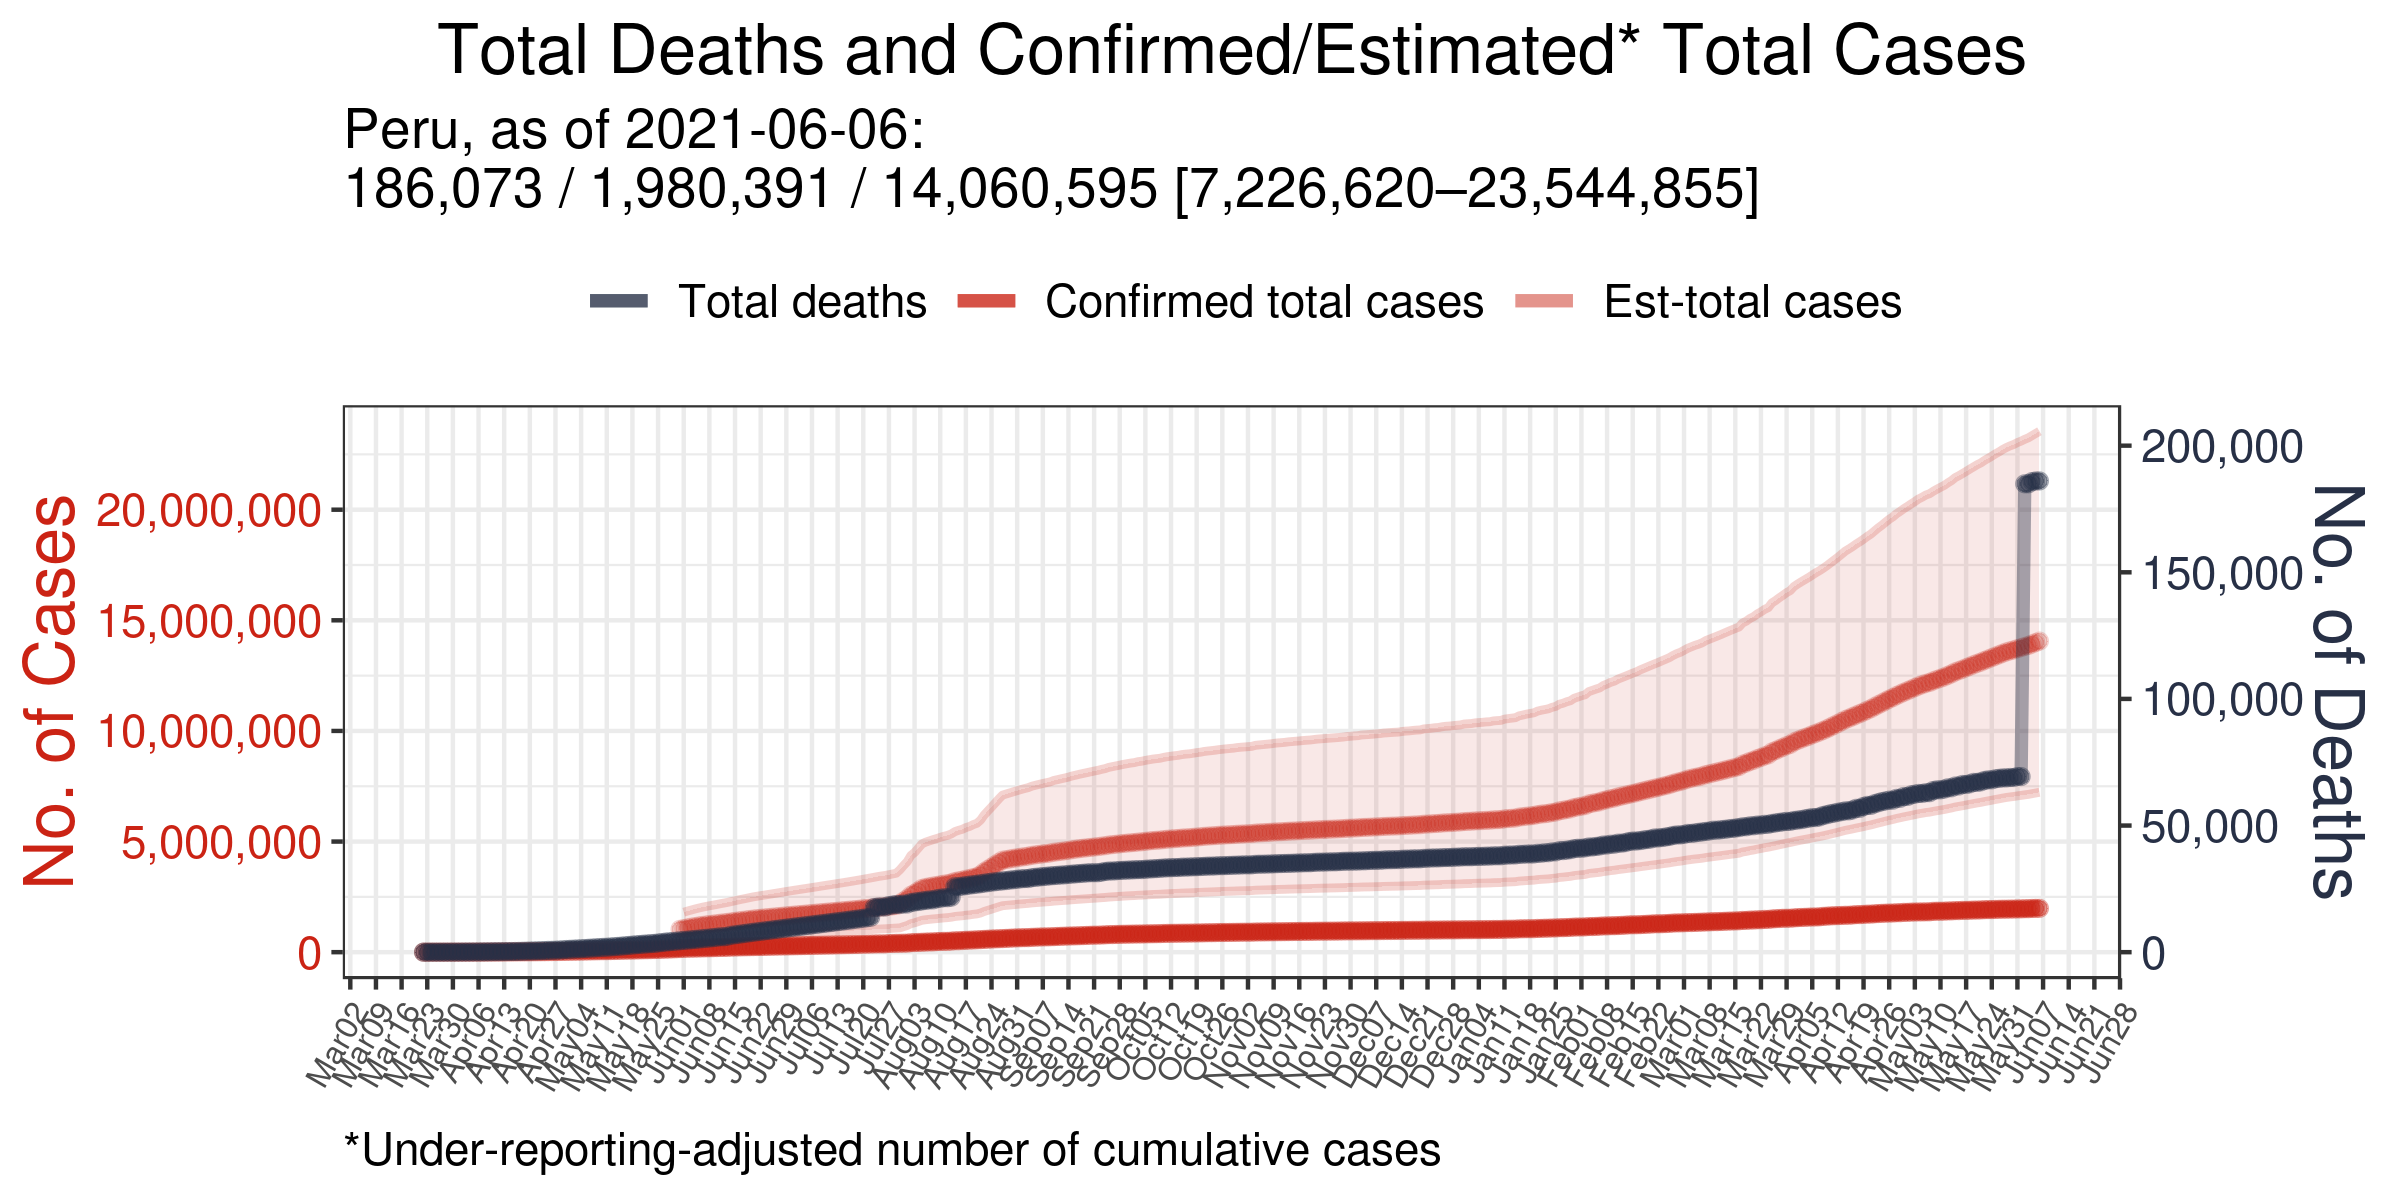 Total Deaths and Confirmed/Estimated* Total Cases
Peru, as of 2021-06-06:
186,073 / 1,980,391 / 14,060,595 [7,226,620–23,544,855]
Total deaths
Confirmed total cases
Est-total cases
No. of Cases
20,000,000
15,000,000
10,000,000
5,000,000
0
200,000
150,000
100,000
50,000
0
No. of Deaths
Mar02
Mar09
Mar16
Mar23
Mar30
Apr06
Apr13
Apr20
Apr27
May04
May11
May18
May25
Jun01
Jun08
Jun15
Jun22
Jun29
Jul06
Jul13
Jul20
Jul27
Aug03
Aug10
Aug17
Aug24
Aug31
Sep07
Sep14
Sep21
Sep28
Oct05
Oct12
Oct19
Oct26
Nov02
Nov09
Nov16
Nov23
Nov30
Dec07
Dec14
Dec21
Dec28
Jan04
Jan11
Jan18
Jan25
Feb01
Feb08
Feb15
Feb22
Mar01
Mar08
Mar15
Mar22
Mar29
Apr05
Apr12
Apr19
Apr26
May03
May10
May17
May24
May31
Jun07
Jun14
Jun21
Jun28
*Under-reporting-adjusted number of cumulative cases